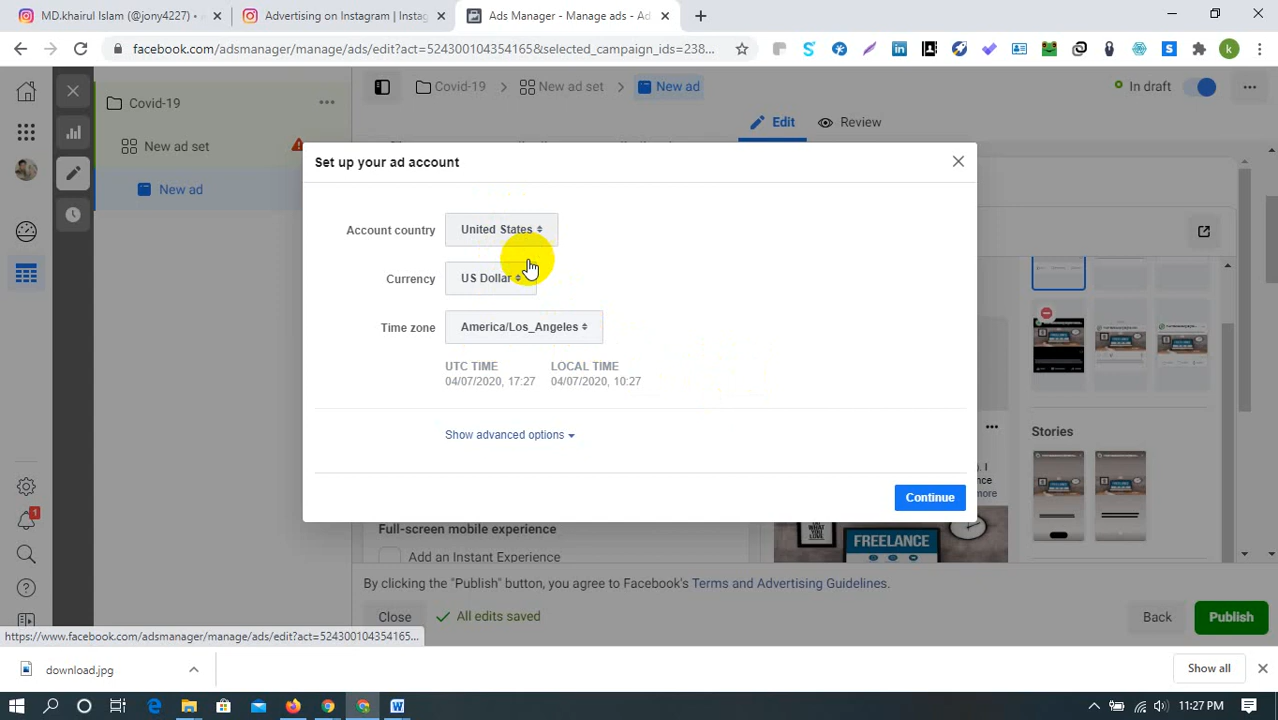 MD.khairul Islam (@jony4227) •
Advertising on Instagram | Instag
Ads Manager - Manage ads - Ad
facebook.com/adsmanager/manage/ads/edit?act=524300104354165&selected_campaign_ids=238...
k
Covid-19
New ad set
New ad
Covid-19
New ad set
New ad
In draft
Edit
Review
Set up your ad account
Account country
United States
Currency
US Dollar
Time zone
America/Los_Angeles
UTC TIME
LOCAL TIME
04/07/2020, 17:27
04/07/2020, 10:27
Show advanced options
Continue
Stories
Full-screen mobile experience
Add an Instant Experience
FREELANCE
By clicking the "Publish" button, you agree to Facebook's Terms and Advertising Guidelines.
Close
All edits saved
Back
Publish
1
https://www.facebook.com/adsmanager/manage/ads/edit?act=524300104354165...
download.jpg
Show all
11:27 PM